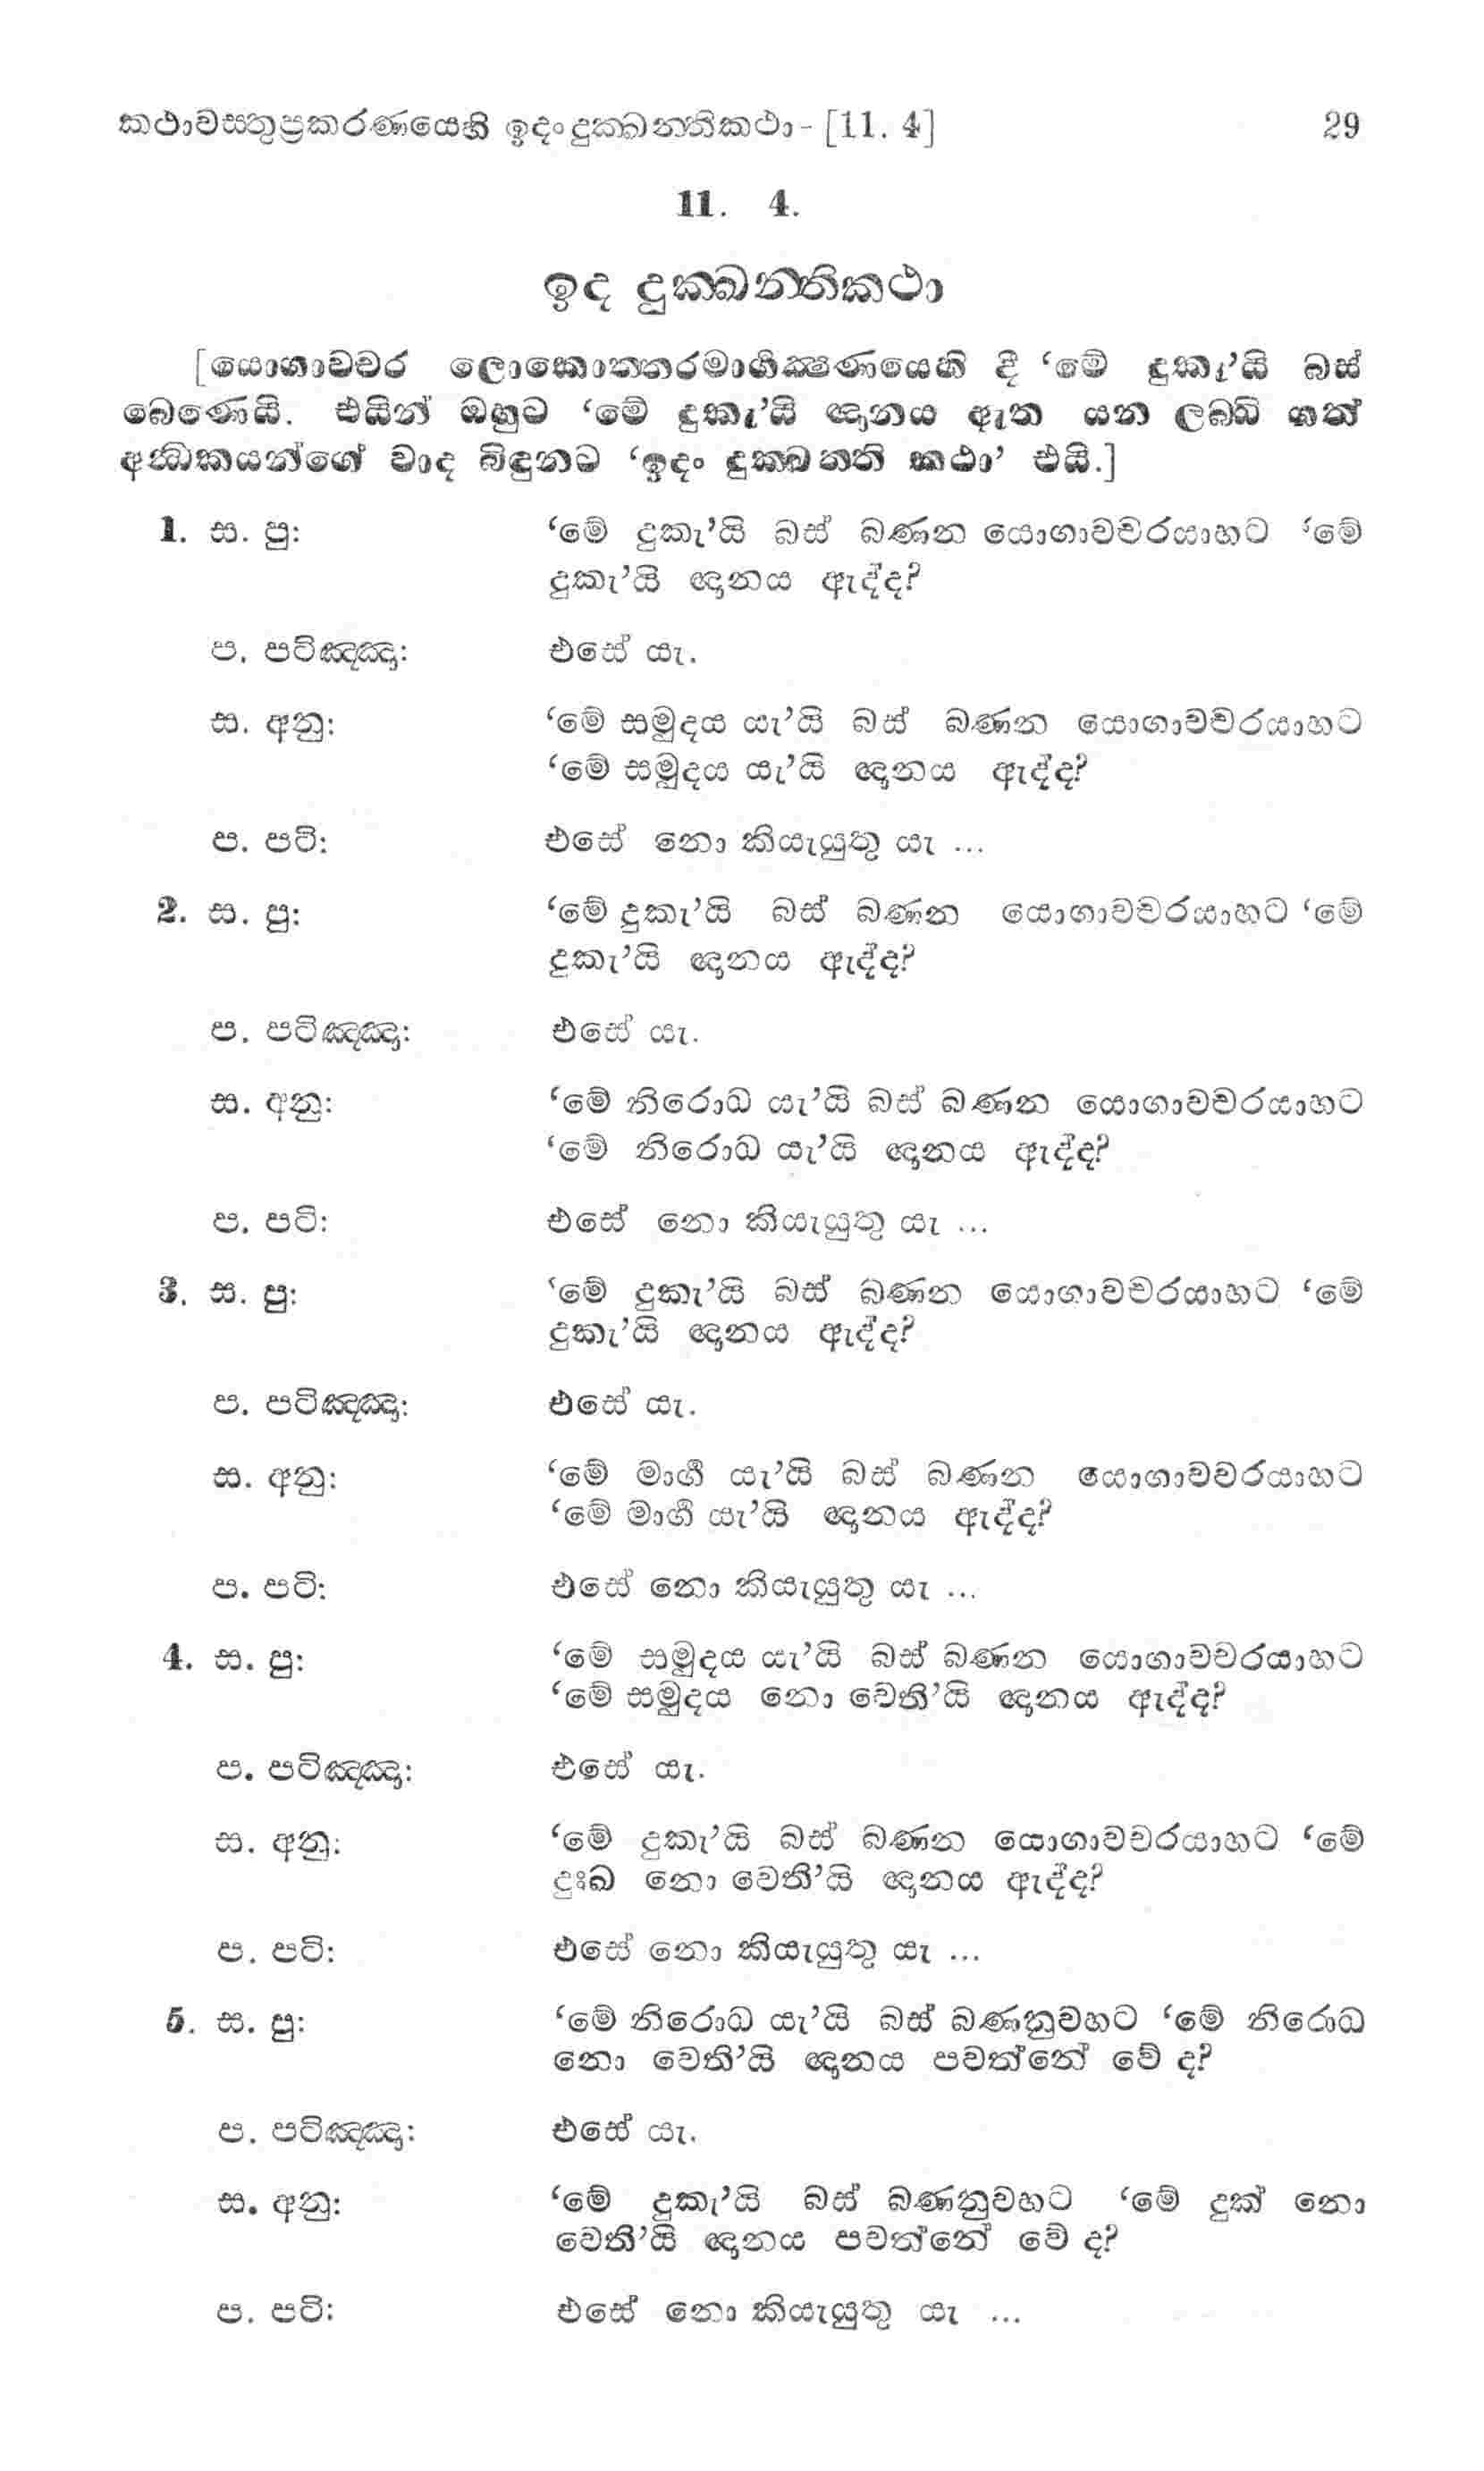 කථාවත්‍ථුප්‍රකරණයෙහි ඉදංදුක්‍ඛන්‍තිකථා - [11. 4] 29
11. 4.
ඉද දුක්‍ඛන්‍තිකථා
[යොගාවචර ලොකොත්‍තරමාර්‍ගක්‍ෂණයෙහි දී ‘මේ දුකැ’යි බස්
බෙණෙයි. එයින් ඔහුට ‘මේ දුකැ’යි ඥානය ඇත යන ලබ්‍ධි ගත්
අන්‍ධකයන්ගේ වාද බිඳුනට ‘ඉදං දුක්‍ඛන්‍ති කථා’ එයි.]
1. ස. පු: ‘මේ දුකැ’යි බස් බණන යොගාවචරයාහට ‘මේ
දුකැ’යි ඥානය ඇද්ද?
ප. පටිඤ්ඤා: එසේ යැ.
ස. අනු: ‘මේ සමුදය යැ’යි බස් බණන යොගාවචරයාහට
‘මේ සමුදය යැ’යි ඥානය ඇද්ද?
ප. පටි: එසේ නො කියැයුතු යැ ...
2. ස. පු: ‘මේ දුකැ’යි බස් බණන යොගාවචරයාහට ‘මේ
දුකැ’යි ඥානය ඇද්ද?
ප. පටිඤ්ඤා: එසේ යැ.
ස. අනු: ‘මේ නිරොධ යැ’යි බස් බණන යොගාවචරයාහට
‘මේ නිරොධ යැ’යි ඥානය ඇද්ද?
ප. පටි: එසේ නො කියැයුතු යැ ...
3. ස. පු: ‘මේ දුකැ’යි බස් බණන යොගාවචරයාහට ‘මේ
දුකැ’යි ඥානය ඇද්ද?
ප. පටිඤ්ඤා: එසේ යැ.
ස. අනු: ‘මේ මාර්‍ග යැ’යි බස් බණන යොගාවචරයාහට
‘මේ මාර්‍ග යැ’යි ඥානය ඇද්ද?
ප. පටි: එසේ නො කියැයුතු යැ ...
4. ස. පු: ‘මේ සමුදය යැ’යි බස් බණන යොගාවචරයාහට
‘මේ සමුදය නො වෙති’යි ඥානය ඇද්ද?
ප. පටිඤ්ඤා: එසේ යැ.
ස. අනු: ‘මේ දුකැ’යි බස් බණන යොගාවචරයාහට ‘මේ
දුඃඛ නො වෙති’යි ඥානය ඇද්ද?
ප. පටි: එසේ නො කියැයුතු යැ ...
5. ස. පු: ‘මේ නිරොධ යැ’යි බස් බණනුවහට ‘මේ නිරොධ
නො වෙති’යි ඥානය පවත්නේ වේ ද?
ප. පටිඤ්ඤා: එසේ යැ.
ස. අනු: ‘මේ දුකැ’යි බස් බණනුවහට ‘මේ දුක් නො
වෙති’යි ඥානය පවත්නේ වේ ද?
ප. පටි: එසේ නො කියැයුතු යැ ...